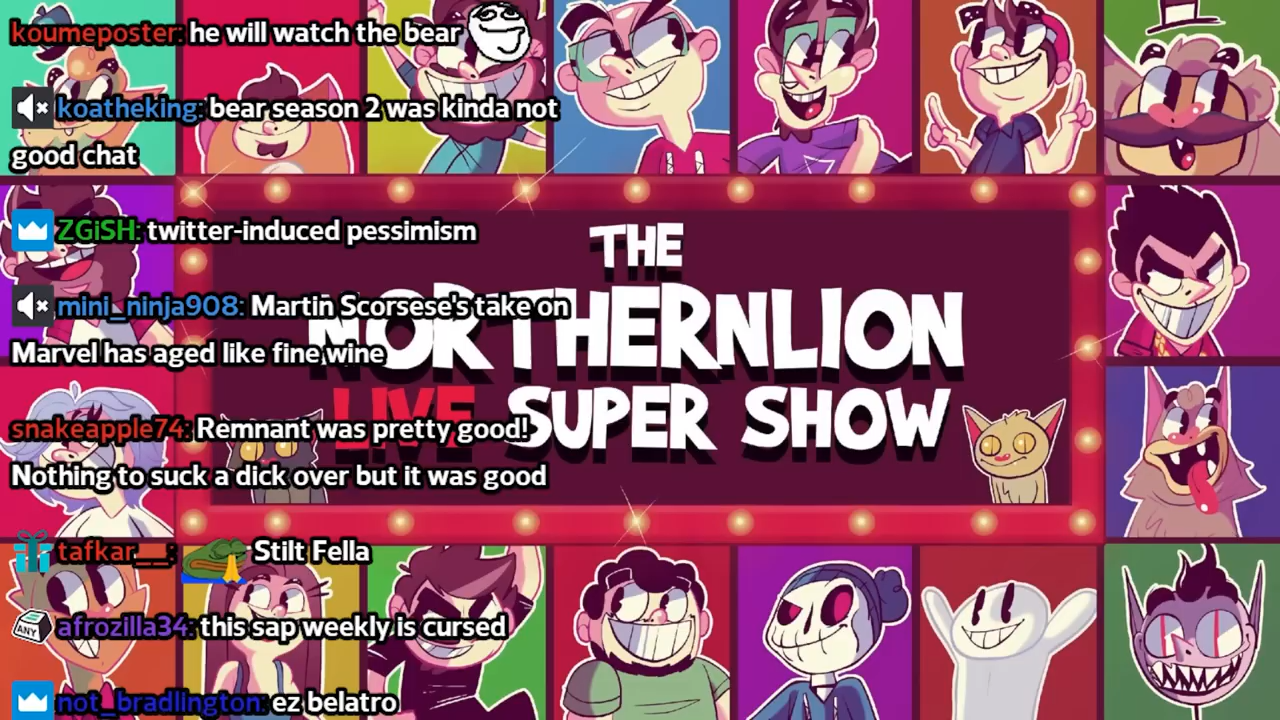 koumeposter: he will watch the bear
koatheking: bear season 2 was kinda not
good chat
ZGiSH: twitter-induced pessimism
mini_ninja908: Martin Scorsese's take on
Marvel has aged like fine wine
snakeapple74: Remnant was pretty good!
Nothing to suck a dick over but it was good
tafkar__: Stilt Fella
ANY
afrozilla34: this sap weekly is cursed
not_bradlington: ez belatro
THE
NORTHERNLION
LIVE SUPER SHOW